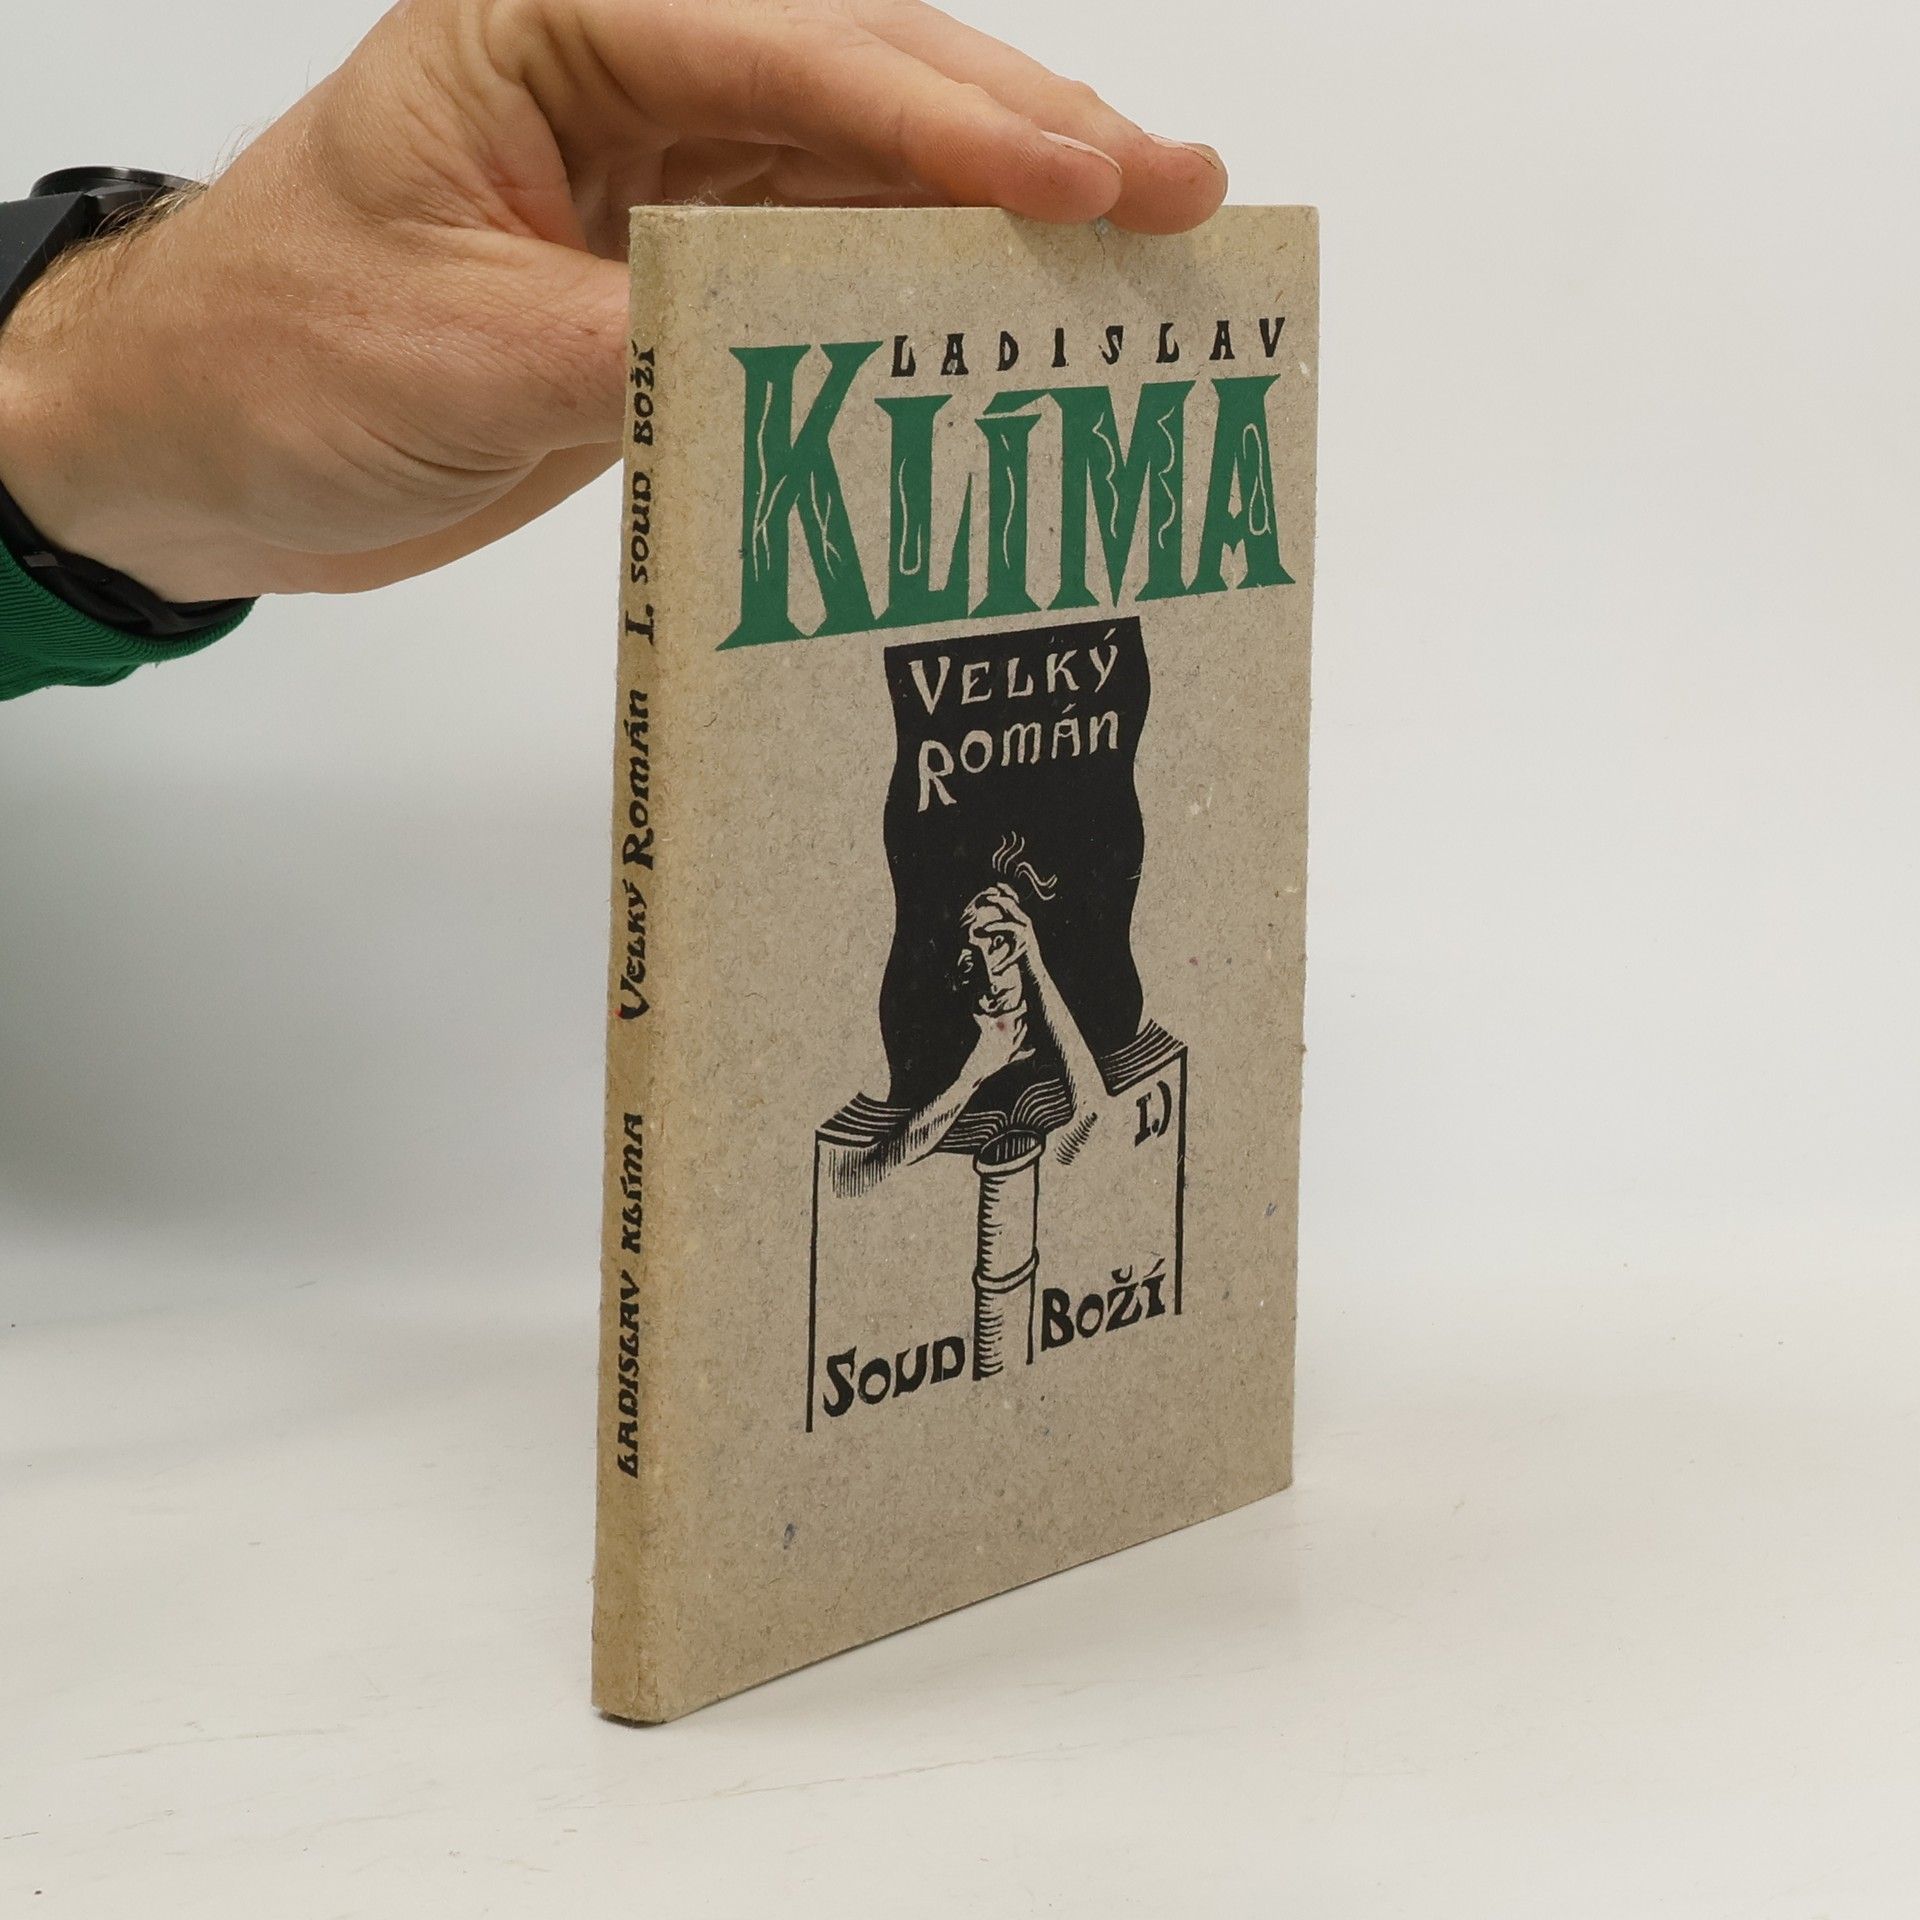 LADISLAV KLÍMA VELKÝ ROMÁN I. SOUD BOŽÍ
LADISLAV
KLÍMA
VELKÝ
ROMÁN
I.)
SOUD BOŽÍ